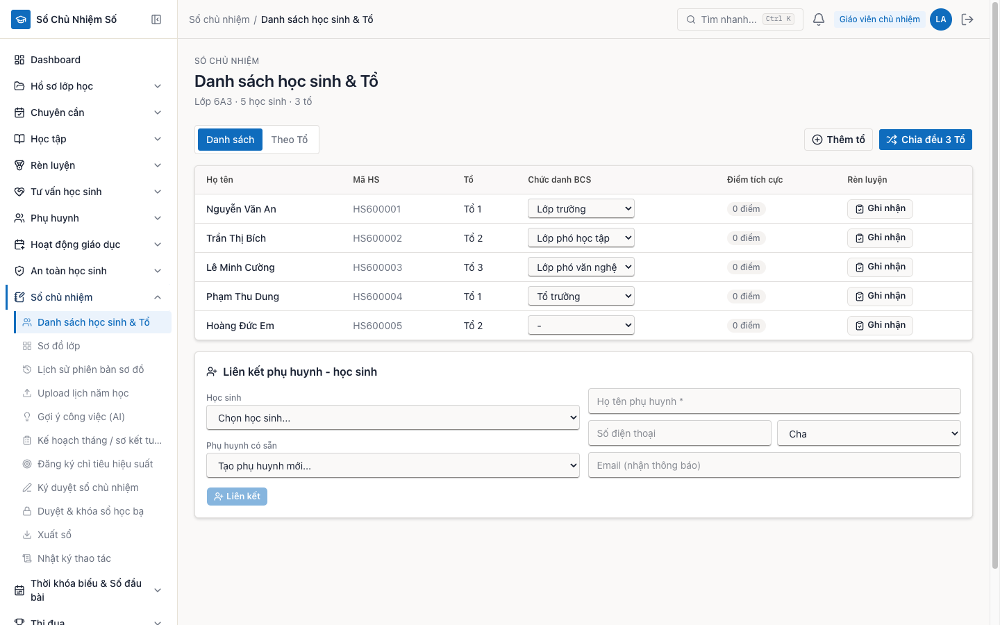 Sổ Chủ Nhiệm Số
Sổ chủ nhiệm / Danh sách học sinh & Tổ
Tìm nhanh... Ctrl K
Giáo viên chủ nhiệm
LA
Dashboard
Hồ sơ lớp học
Chuyên cần
Học tập
Rèn luyện
Tư vấn học sinh
Phụ huynh
Hoạt động giáo dục
An toàn học sinh
Sổ chủ nhiệm
Danh sách học sinh & Tổ
Sơ đồ lớp
Lịch sử phiên bản sơ đồ
Upload lịch năm học
Gợi ý công việc (AI)
Kế hoạch tháng / sơ kết tu...
Đăng ký chỉ tiêu hiệu suất
Ký duyệt sổ chủ nhiệm
Duyệt & khóa sổ học bạ
Xuất sổ
Nhật ký thao tác
Thời khóa biểu & Sổ đầu
bài
Thi đua
SỔ CHỦ NHIỆM
Danh sách học sinh & Tổ
Lớp 6A3 · 5 học sinh · 3 tổ
Danh sách Theo Tổ
Thêm tổ Chia đều 3 Tổ
Họ tên Mã HS Tổ Chức danh BCS Điểm tích cực Rèn luyện
Nguyễn Văn An HS600001 Tổ 1 Lớp trưởng 0 điểm Ghi nhận
Trần Thị Bích HS600002 Tổ 2 Lớp phó học tập 0 điểm Ghi nhận
Lê Minh Cường HS600003 Tổ 3 Lớp phó văn nghệ 0 điểm Ghi nhận
Phạm Thu Dung HS600004 Tổ 1 Tổ trưởng 0 điểm Ghi nhận
Hoàng Đức Em HS600005 Tổ 2 - 0 điểm Ghi nhận
Liên kết phụ huynh - học sinh
Học sinh
Chọn học sinh...
Phụ huynh có sẵn
Tạo phụ huynh mới...
Liên kết
Họ tên phụ huynh *
Số điện thoại Cha
Email (nhận thông báo)